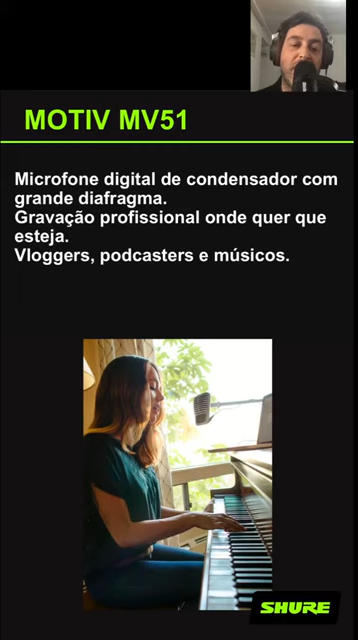 MOTIV MV51
Microfone digital de condensador com
grande diafragma.
Gravação profissional onde quer que
esteja.
Vloggers, podcasters e músicos.
SHURE